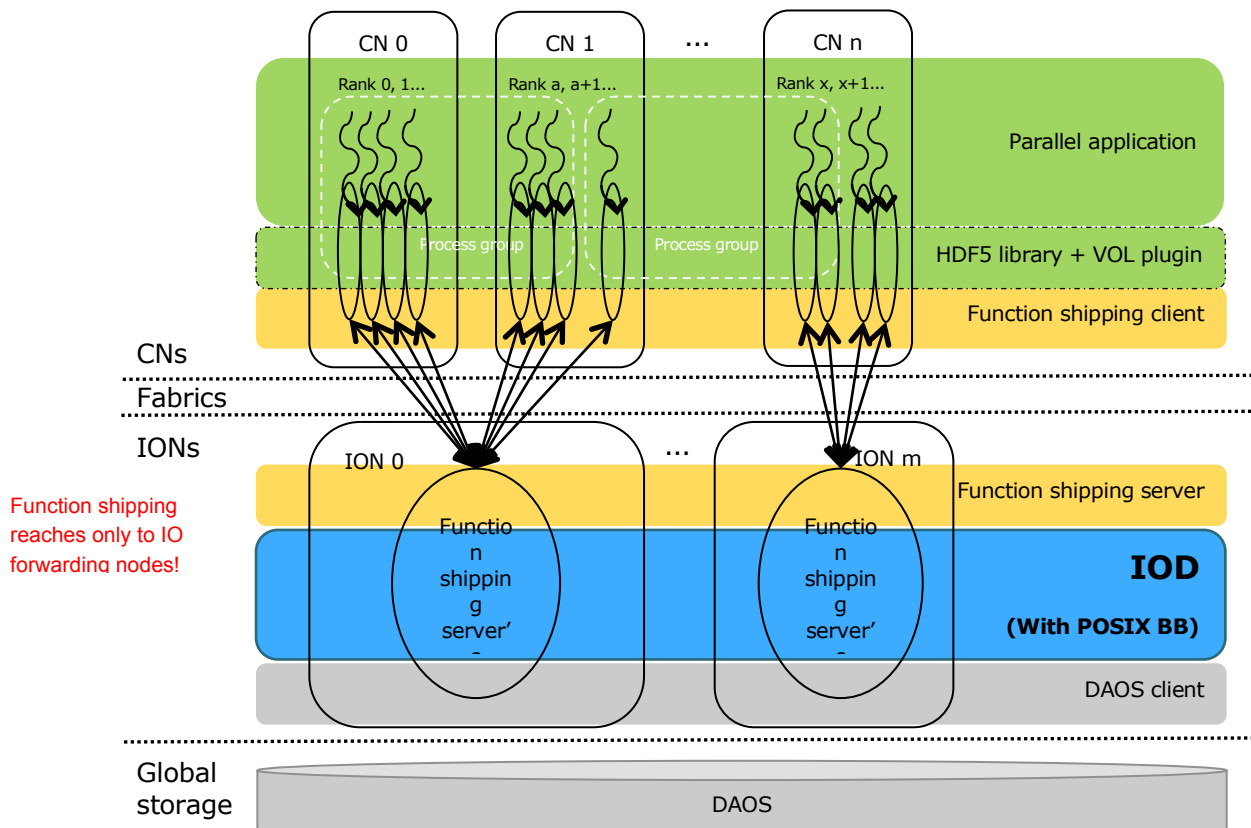 CN 0
CN 1
...
CN n
Rank 0, 1...
Rank a, a+1...
Rank x, x+1...
Parallel application
Process group
Process group
HDF5 library + VOL plugin
Function shipping client
CNs
Fabrics
IONs
ION 0
...
ION m
Function shipping server
Function shipping
reaches only to IO
forwarding nodes!
Functio
n
shippin
g
server’
Functio
n
shippin
g
server’
IOD
(With POSIX BB)
DAOS client
Global
storage
DAOS